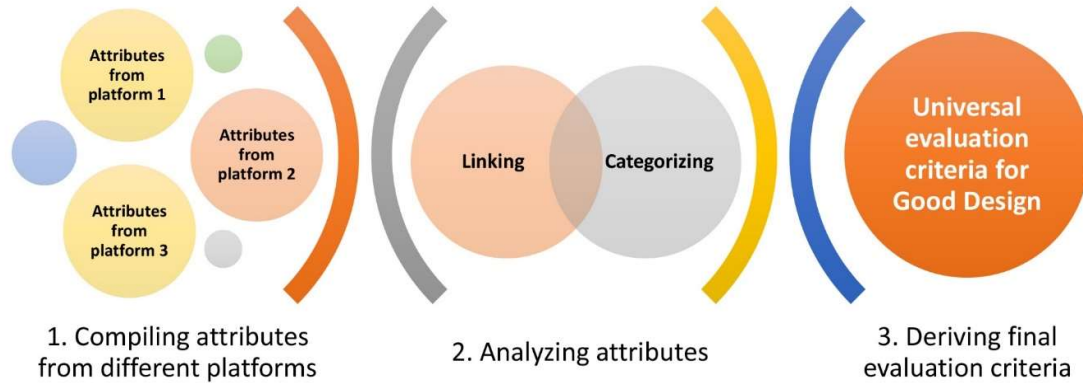 Attributes
from
platform 1
Attributes
from
platform 2
Attributes
from
platform 3
Linking
Categorizing
Universal
evaluation
criteria for
Good Design
1. Compiling attributes
from different platforms
2. Analyzing attributes
3. Deriving final
evaluation criteria